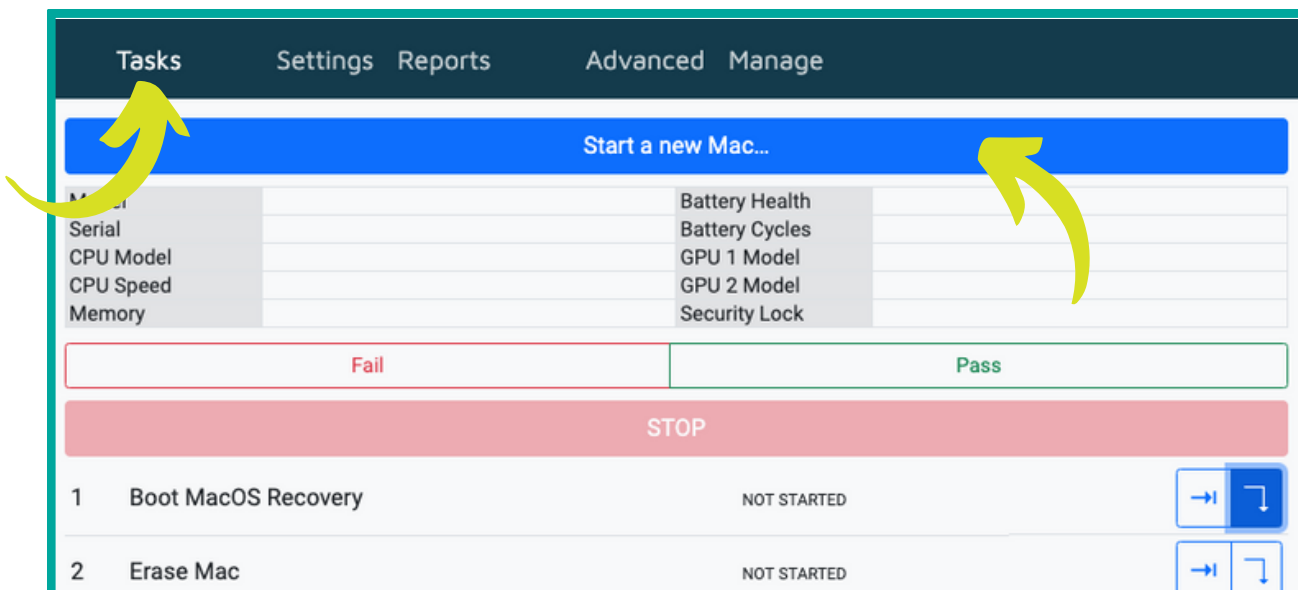 Tasks Settings Reports Advanced Manage
Start a new Mac...
Battery Health
Serial Battery Cycles
CPU Model GPU 1 Model
CPU Speed GPU 2 Model
Memory Security Lock
Fail Pass
STOP
1 Boot MacOS Recovery NOT STARTED
2 Erase Mac NOT STARTED